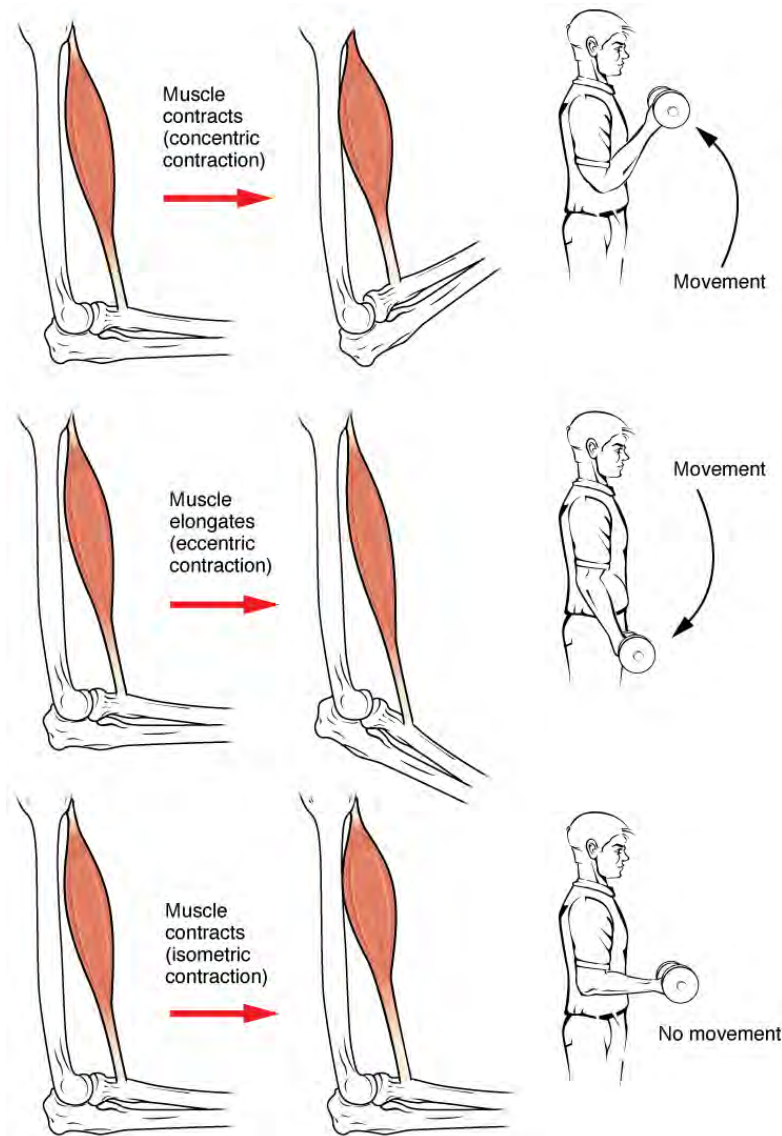 Muscle
contracts
(concentric
contraction)
Movement
Muscle
elongates
(eccentric
contraction)
Movement
Muscle
contracts
(isometric
contraction)
No movement